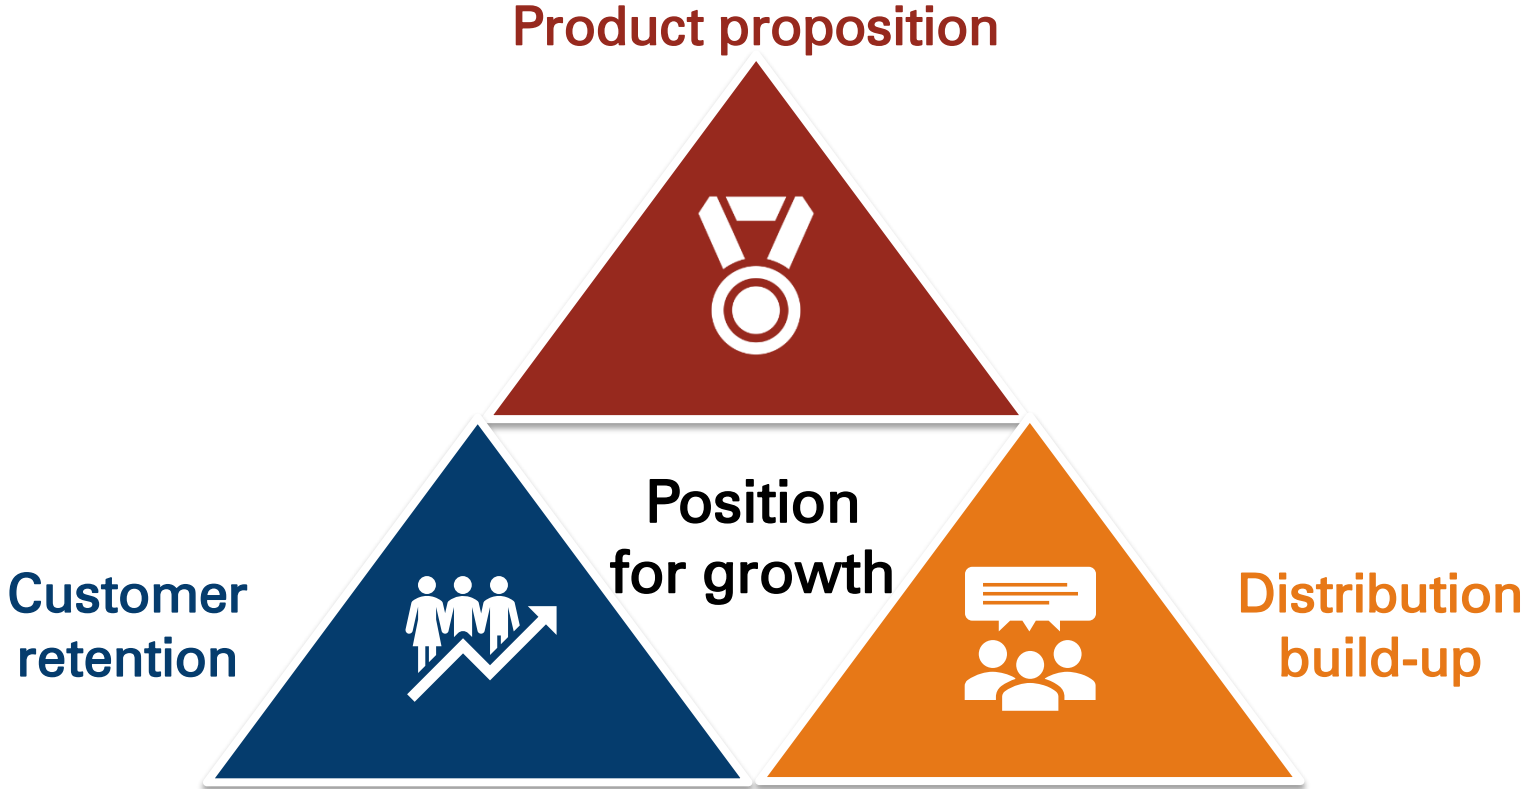 Product proposition
Position
for growth
Customer
retention
Distribution
build-up